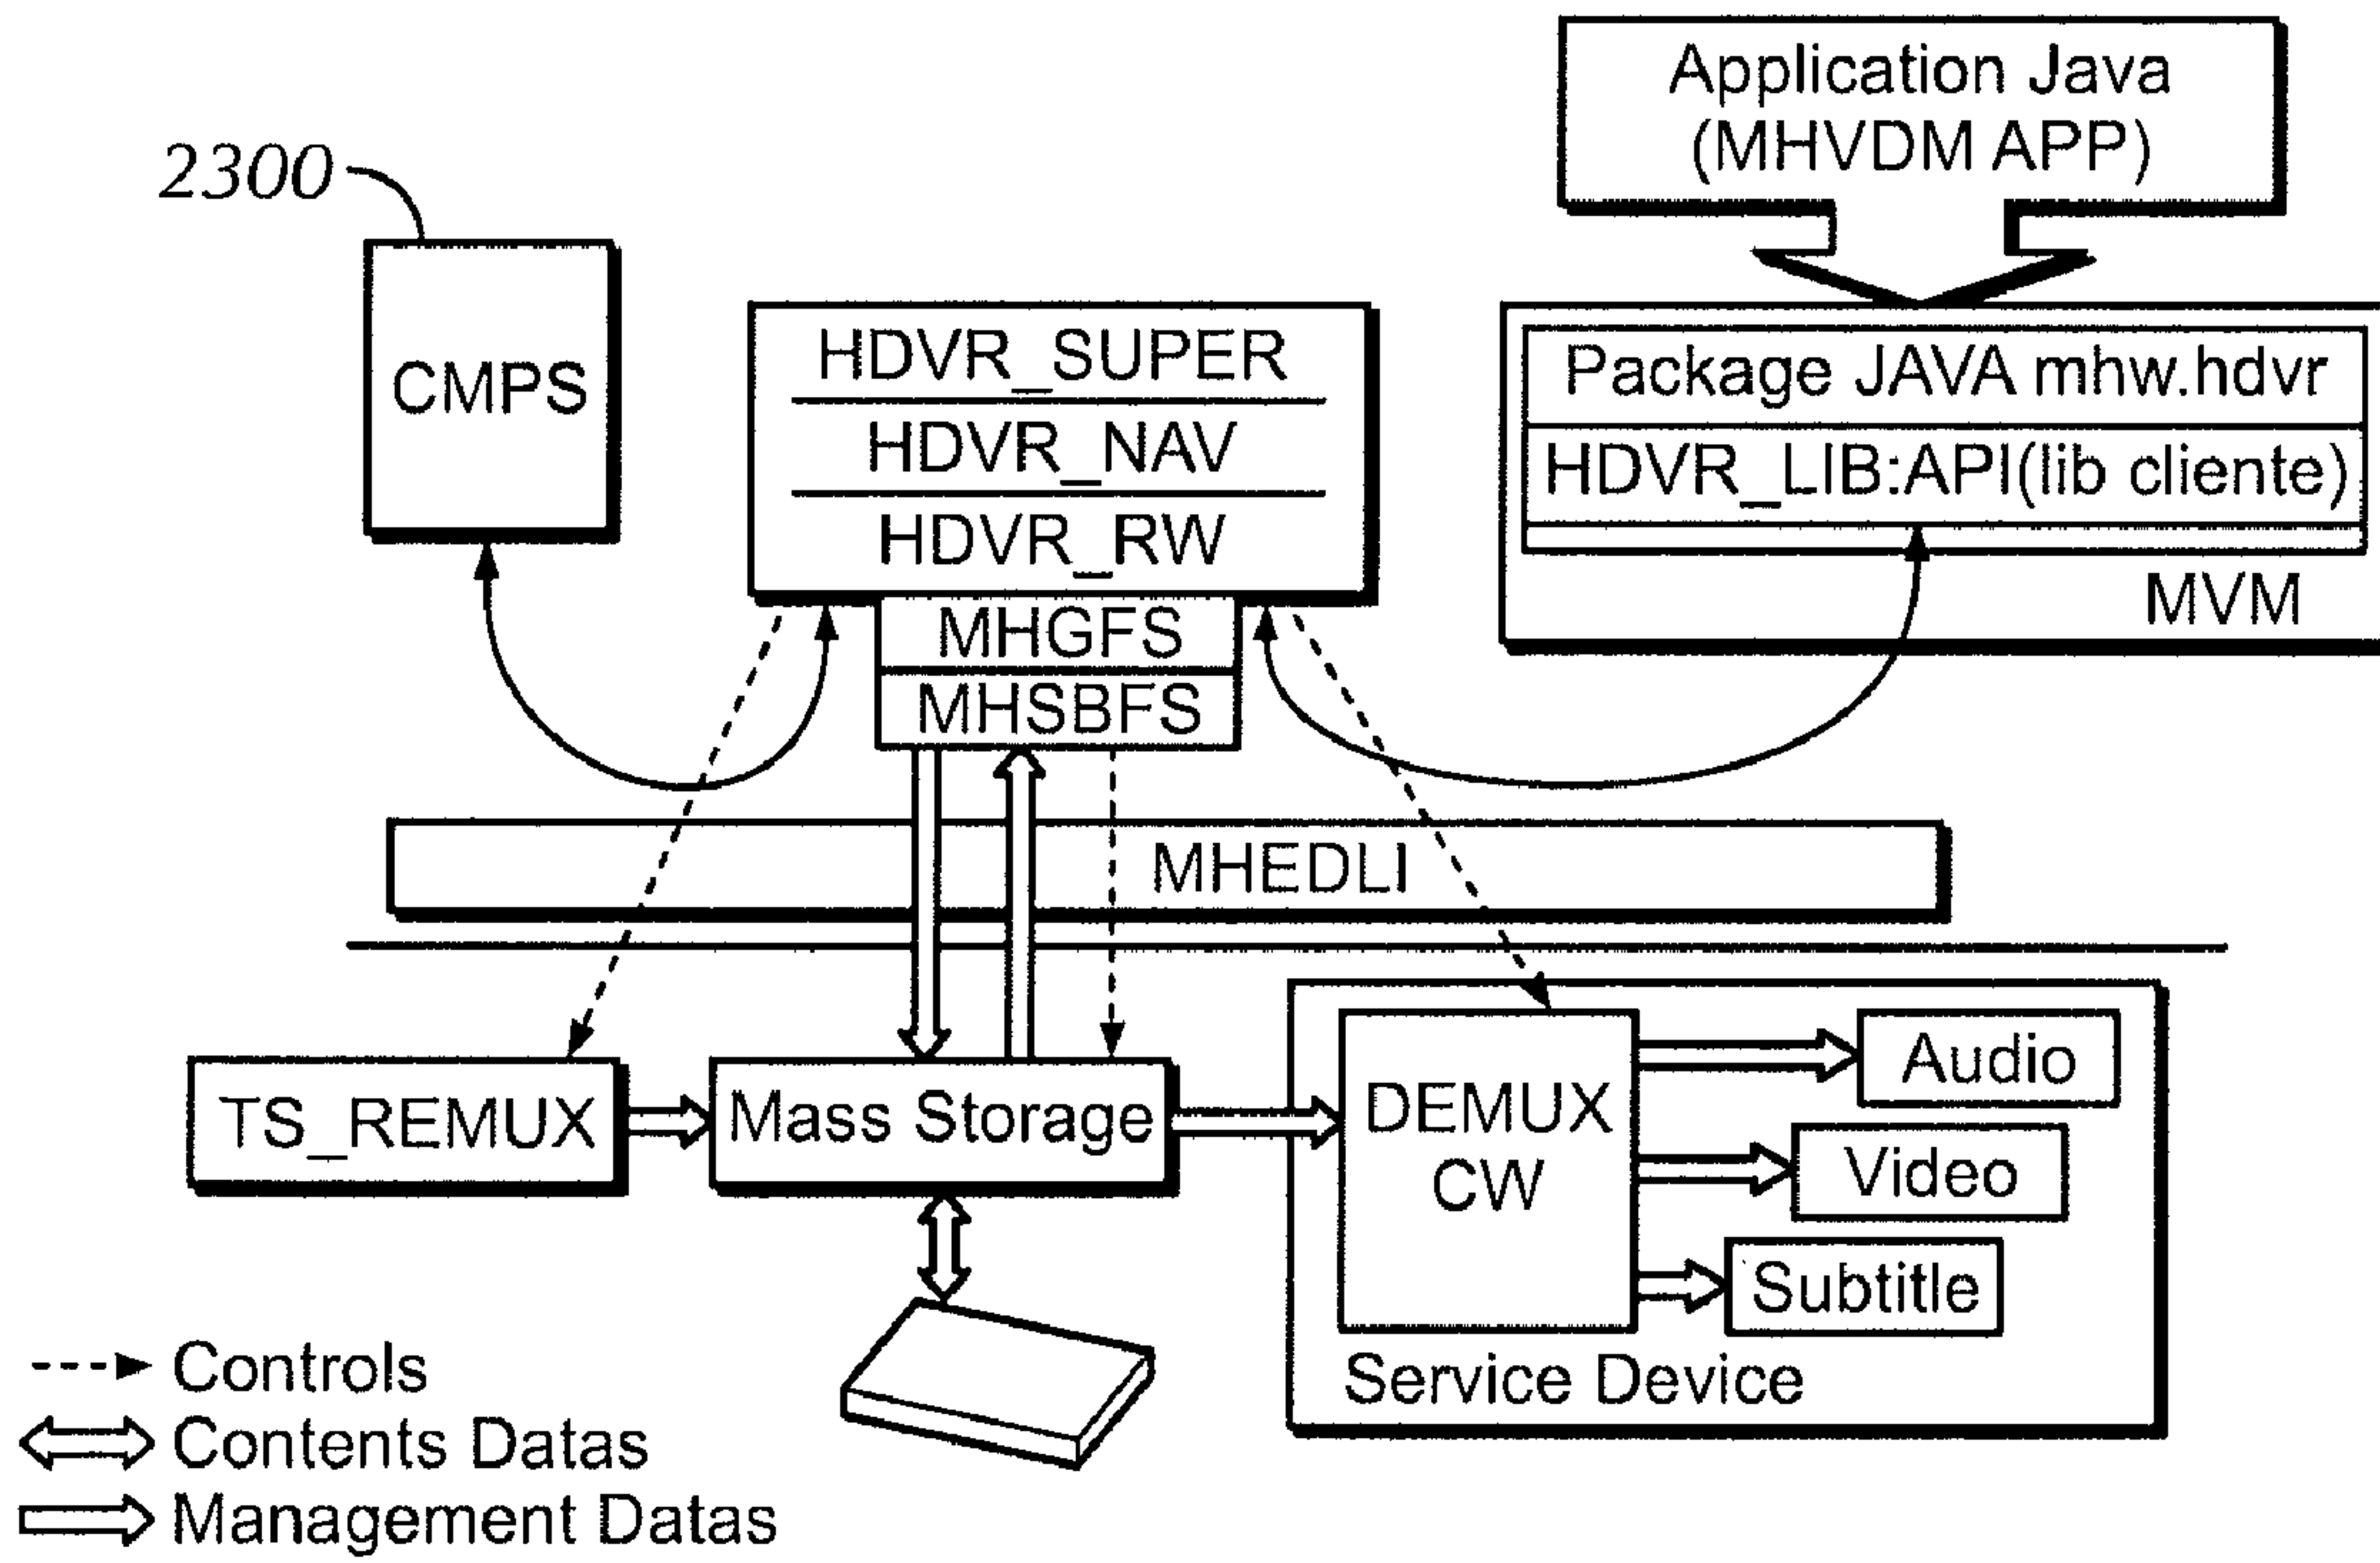 Application Java
(MHVDM APP)
2300
CMPS
HDVR_SUPER
HDVR_NAV
HDVR_RW
MHGFS
MHSBFS
Package JAVA mhw.hdvr
HDVR_LIB:API(lib cliente)
MVM
MHEDLI
TS_REMUX
Mass Storage
DEMUX
CW
Audio
Video
Subtitle
Service Device
Controls
Contents Datas
Management Datas